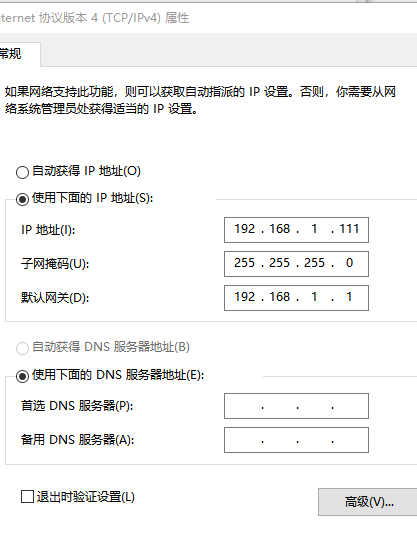 nternet 协议版本 4 (TCP/IPv4) 属性
常规
如果网络支持此功能，则可以获取自动指派的 IP 设置。否则，你需要从网
络系统管理员处获得适当的 IP 设置。
自动获得 IP 地址(O)
使用下面的 IP 地址(S):
IP 地址(I): 192 . 168 . 1 . 111
子网掩码(U): 255 . 255 . 255 . 0
默认网关(D): 192 . 168 . 1 . 1
自动获得 DNS 服务器地址(B)
使用下面的 DNS 服务器地址(E):
首选 DNS 服务器(P): . . .
备用 DNS 服务器(A): . . .
退出时验证设置(L)
高级(V)...